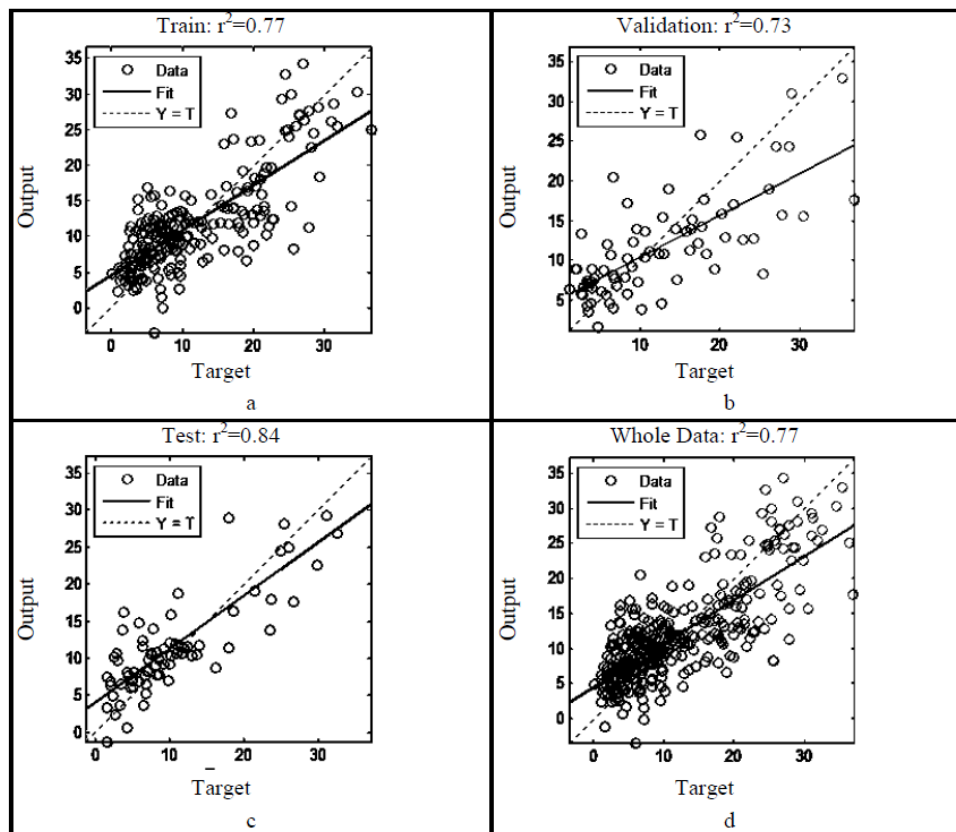 Train: r²=0.77
Data
Fit
Y = T
35
30
25
20
15
10
5
0
0 10 20 30
Output
Target
a
Validation: r²=0.73
Data
Fit
Y = T
35
30
25
20
15
10
5
10 20 30
Output
Target
b
Test: r²=0.84
Data
Fit
Y = T
35
30
25
20
15
10
5
0
0 10 20 30
Output
Target
c
Whole Data: r²=0.77
Data
Fit
Y = T
35
30
25
20
15
10
5
0
0 10 20 30
Output
Target
d